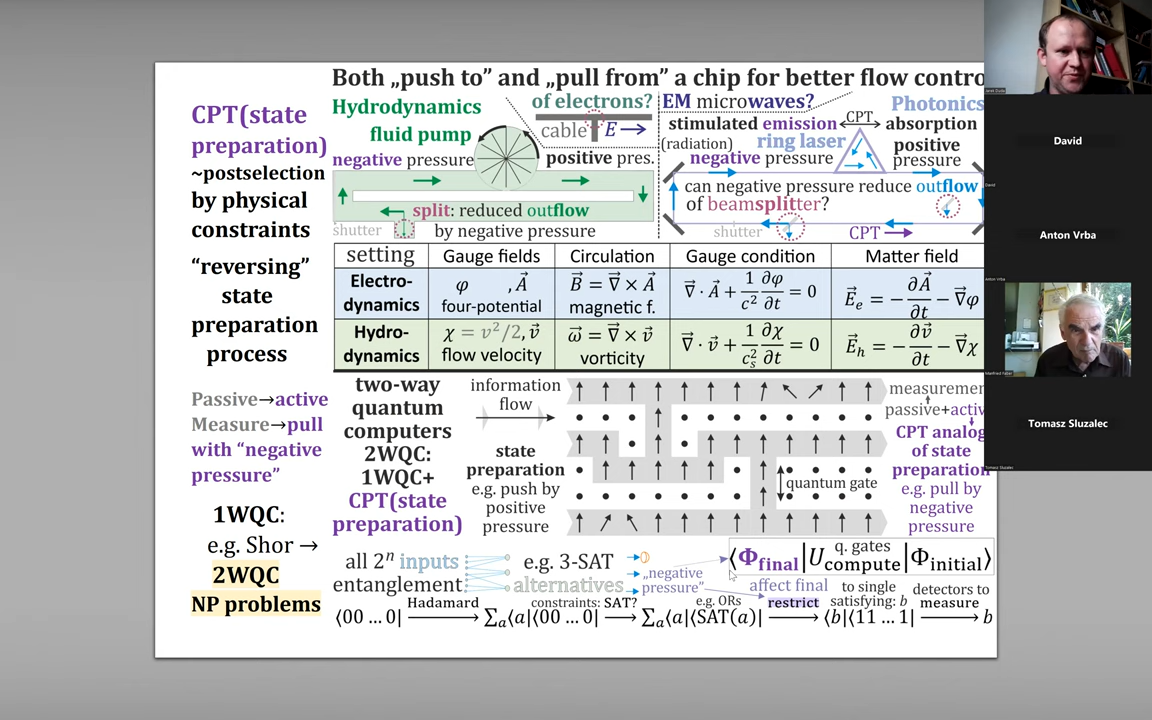 Both „push to” and „pull from” a chip for better flow contro
CPT(state
preparation)
~postselection
by physical
constraints
“reversing”
state
preparation
process
Passive→active
Measure→pull
with “negative
pressure”
1WQC:
e.g. Shor →
2WQC
NP problems
Hydrodynamics
fluid pump
negative pressure
of electrons?
cable E
positive pres.
split: reduced outflow
shutter
by negative pressure
EM microwaves?
Photonics
stimulated emission CPT absorption
(radiation)
ring laser
positive
negative pressure
pressure
can negative pressure reduce outflow
of beamsplitter?
shutter
CPT
setting Gauge fields Circulation Gauge condition Matter field
Electro-
dynamics
φ , A⃗
four-potential
B⃗ = ∇⃗ × A⃗
magnetic f.
∇⃗ · A⃗ + 1/c² ∂φ/∂t = 0
E⃗ₑ = − ∂A⃗/∂t − ∇⃗φ
Hydro-
dynamics
χ = v²/2, v⃗
flow velocity
ω⃗ = ∇⃗ × v⃗
vorticity
∇⃗ · v⃗ + 1/cₛ² ∂χ/∂t = 0
E⃗ₕ = − ∂v⃗/∂t − ∇⃗χ
two-way
quantum
computers
2WQC:
1WQC+
CPT(state
preparation)
information
flow
state
preparation
e.g. push by
positive
pressure
quantum gate
measuremen
passive+activ
CPT analog
of state
preparation
e.g. pull by
negative
pressure
all 2ⁿ inputs
entanglement
e.g. 3-SAT
alternatives
„negative
pressure”
⟨Φfinal|U q. gates compute|Φinitial⟩
affect final
restrict
to single
satisfying: b
detectors to
measure
Hadamard
constraints: SAT?
e.g. ORs
⟨00 … 0| → ∑ₐ⟨a|⟨00 … 0| → ∑ₐ⟨a|⟨SAT(a)| → ⟨b|⟨11 … 1| → b
David
Anton Vrba
Tomasz Sluzalec
David
Anton Vrba
Tomasz Sluzalec